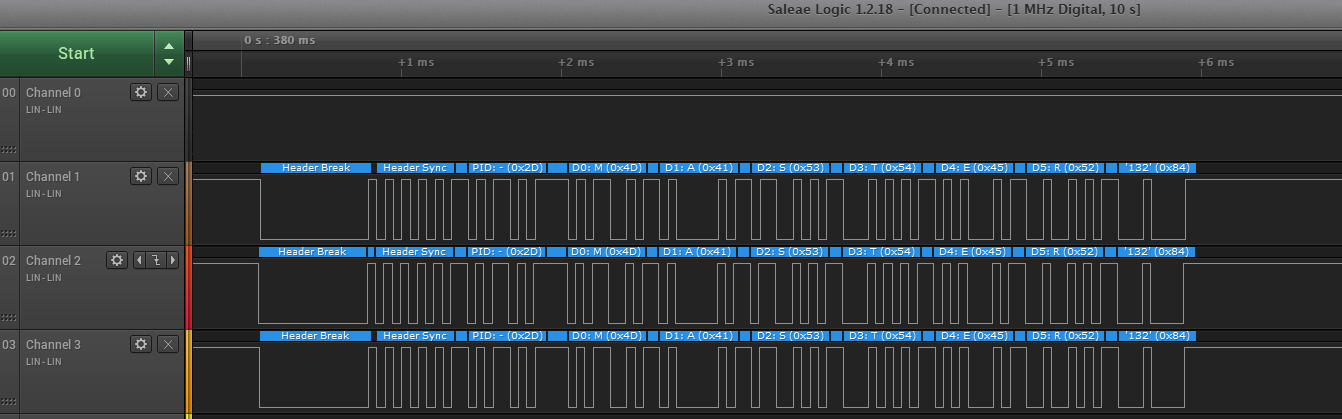 Saleae Logic 1.2.18 – [Connected] – [1 MHz Digital, 10 s]
Start
0 s : 380 ms
+1 ms +2 ms +3 ms +4 ms +5 ms +6 ms
00 Channel 0
LIN - LIN
01 Channel 1
LIN - LIN
Header Break Header Sync PID: - (0x2D) D0: M (0x4D) D1: A (0x41) D2: S (0x53) D3: T (0x54) D4: E (0x45) D5: R (0x52) '132' (0x84)
02 Channel 2
LIN - LIN
Header Break Header Sync PID: - (0x2D) D0: M (0x4D) D1: A (0x41) D2: S (0x53) D3: T (0x54) D4: E (0x45) D5: R (0x52) '132' (0x84)
03 Channel 3
LIN - LIN
Header Break Header Sync PID: - (0x2D) D0: M (0x4D) D1: A (0x41) D2: S (0x53) D3: T (0x54) D4: E (0x45) D5: R (0x52) '132' (0x84)